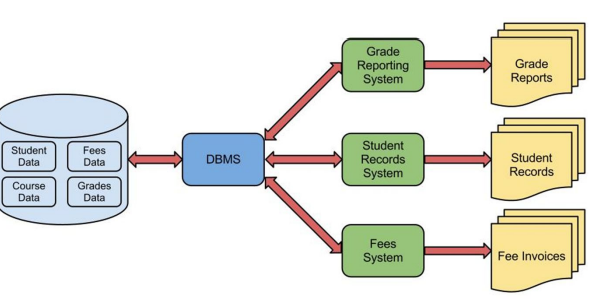 Student
Data
Fees
Data
Course
Data
Grades
Data
DBMS
Grade
Reporting
System
Grade
Reports
Student
Records
System
Student
Records
Fees
System
Fee Invoices